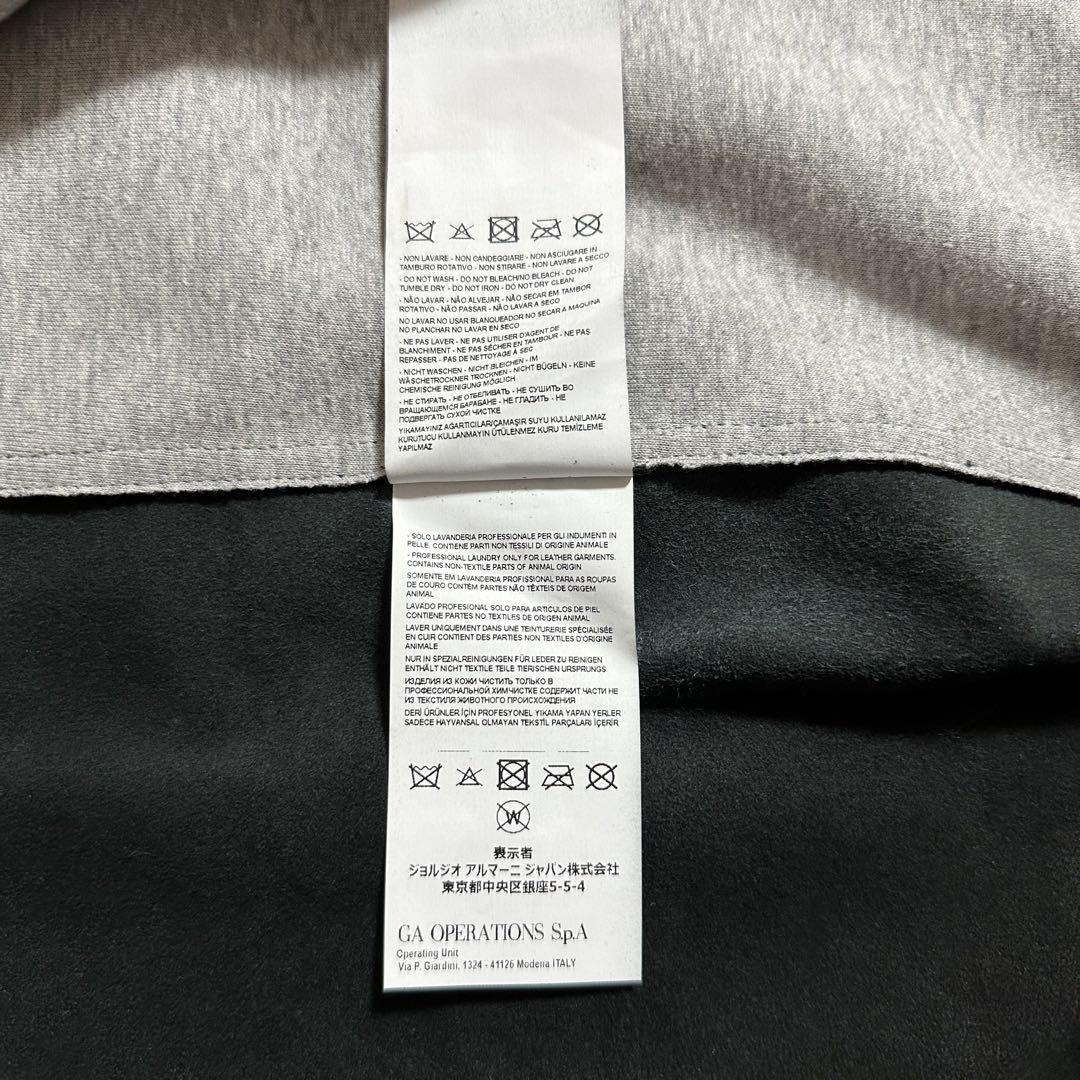 - NON LAVARE - NON CANDEGGIARE - NON ASCIUGARE IN
TAMBURO ROTATIVO - NON STIRARE - NON LAVARE A SECCO
- DO NOT WASH - DO NOT BLEACH/NO BLEACH - DO NOT
TUMBLE DRY - DO NOT IRON - DO NOT DRY CLEAN
- NÃO LAVAR - NÃO ALVEJAR - NÃO SECAR EM TAMBOR
ROTATIVO - NÃO PASSAR - NÃO LAVAR A SECO
NO LAVAR NO USAR BLANQUEADOR NO SECAR A MAQUINA
NO PLANCHAR NO LAVAR EN SECO
- NE PAS LAVER - NE PAS UTILISER D'AGENT DE
BLANCHIMENT - NE PAS SÉCHER EN TAMBOUR - NE PAS
REPASSER - PAS DE NETTOYAGE À SEC
- NICHT WASCHEN - NICHT BLEICHEN - IM
WÄSCHETROCKNER TROCKNEN - NICHT BÜGELN - KEINE
CHEMISCHE REINIGUNG MÖGLICH
- НЕ СТИРАТЬ - НЕ ОТБЕЛИВАТЬ - НЕ СУШИТЬ ВО
ВРАЩАЮЩЕМСЯ БАРАБАНЕ - НЕ ГЛАДИТЬ - НЕ
ПОДВЕРГАТЬ СУХОЙ ЧИСТКЕ
YIKAMAYINIZ AĞARTICILAR/ÇAMAŞIR SUYU KULLANILAMAZ
KURUTUCU KULLANMAYIN ÜTÜLENMEZ KURU TEMİZLEME
YAPILMAZ
- SOLO LAVANDERIA PROFESSIONALE PER GLI INDUMENTI IN
PELLE. CONTIENE PARTI NON TESSILI DI ORIGINE ANIMALE
- PROFESSIONAL LAUNDRY ONLY FOR LEATHER GARMENTS.
CONTAINS NON-TEXTILE PARTS OF ANIMAL ORIGIN
SOMENTE EM LAVANDERIA PROFISSIONAL PARA AS ROUPAS
DE COURO CONTÉM PARTES NÃO TÊXTEIS DE ORIGEM
ANIMAL
LAVADO PROFESIONAL SOLO PARA ARTICULOS DE PIEL
CONTIENE PARTES NO TEXTILES DE ORIGEN ANIMAL
LAVER UNIQUEMENT DANS UNE TEINTURERIE SPÉCIALISÉE
EN CUIR CONTIENT DES PARTIES NON TEXTILES D'ORIGINE
ANIMALE
NUR IN SPEZIALREINIGUNGEN FÜR LEDER ZU REINIGEN
ENTHÄLT NICHT TEXTILE TEILE TIERISCHEN URSPRUNGS
ИЗДЕЛИЯ ИЗ КОЖИ ЧИСТИТЬ ТОЛЬКО В
ПРОФЕССИОНАЛЬНОЙ ХИМЧИСТКЕ СОДЕРЖИТ ЧАСТИ НЕ
ИЗ ТЕКСТИЛЯ ЖИВОТНОГО ПРОИСХОЖДЕНИЯ
DERİ ÜRÜNLER İÇİN PROFESYONEL YIKAMA YAPAN YERLER
SADECE HAYVANSAL OLMAYAN TEKSTİL PARÇALARI İÇERİR
W
表示者
ジョルジオ アルマーニ ジャパン株式会社
東京都中央区銀座5-5-4
GA OPERATIONS S.p.A
Operating Unit
Via P. Giardini, 1324 - 41126 Modena ITALY